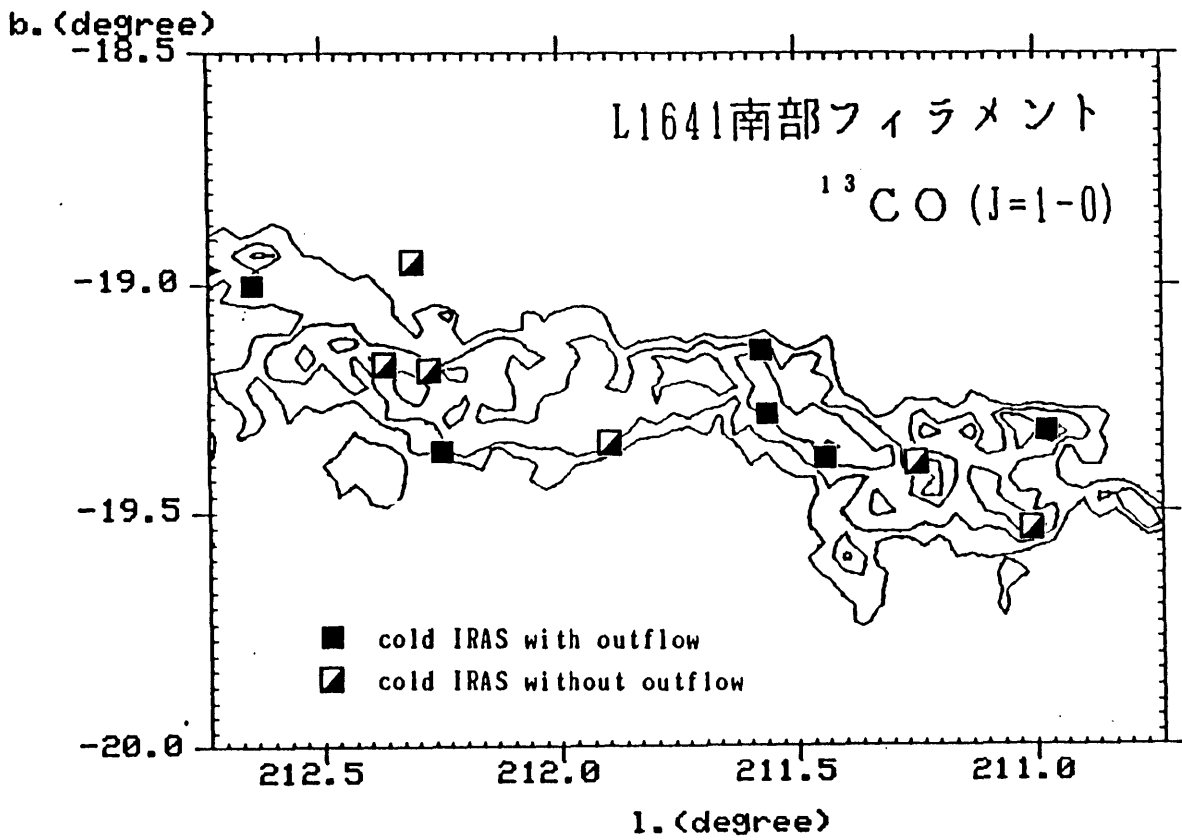 b.(degree)
-18.5
L1641南部フィラメント
¹³CO (J=1-0)
-19.0
-19.5
cold IRAS with outflow
cold IRAS without outflow
-20.0
212.5 212.0 211.5 211.0
l.(degree)